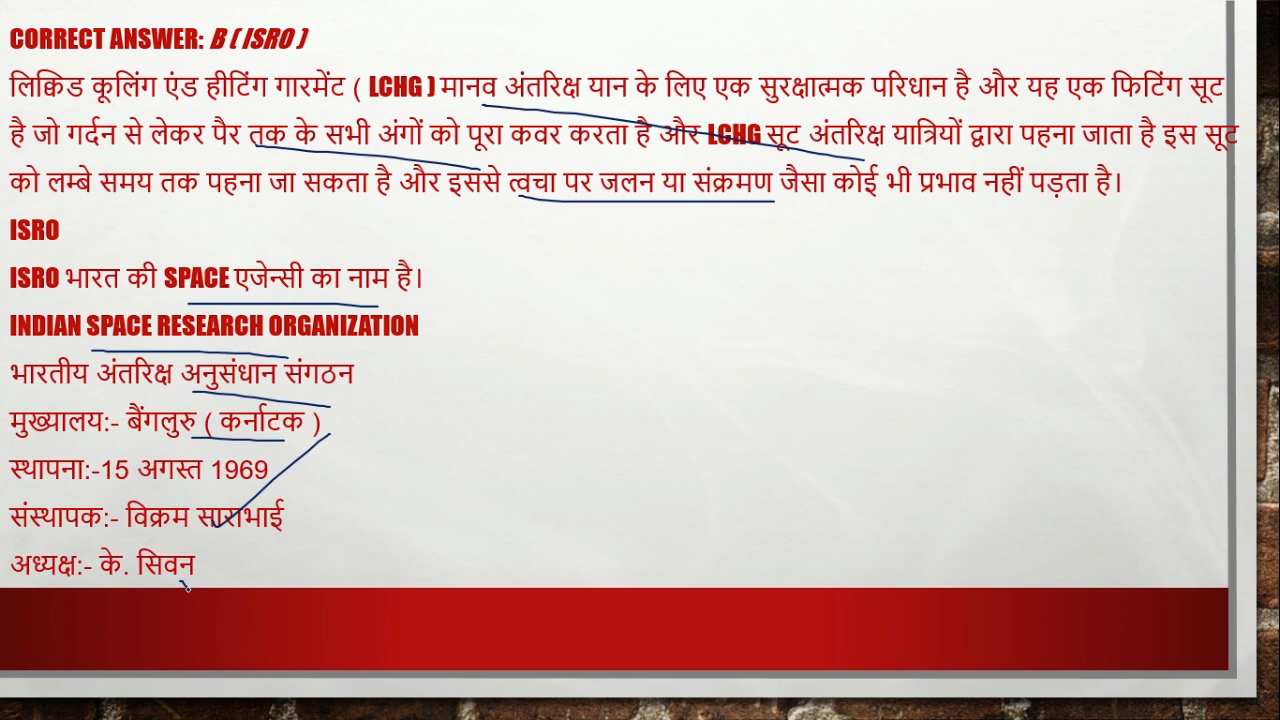 CORRECT ANSWER: B ( ISRO )
लिक्विड कूलिंग एंड हीटिंग गारमेंट ( LCHG ) मानव अंतरिक्ष यान के लिए एक सुरक्षात्मक परिधान है और यह एक फिटिंग सूट
है जो गर्दन से लेकर पैर तक के सभी अंगों को पूरा कवर करता है और LCHG सूट अंतरिक्ष यात्रियों द्वारा पहना जाता है इस सूट
को लम्बे समय तक पहना जा सकता है और इससे त्वचा पर जलन या संक्रमण जैसा कोई भी प्रभाव नहीं पड़ता है।
ISRO
ISRO भारत की SPACE एजेन्सी का नाम है।
INDIAN SPACE RESEARCH ORGANIZATION
भारतीय अंतरिक्ष अनुसंधान संगठन
मुख्यालय:- बैंगलुरु ( कर्नाटक )
स्थापना:-15 अगस्त 1969
संस्थापक:- विक्रम साराभाई
अध्यक्ष:- के. सिवन